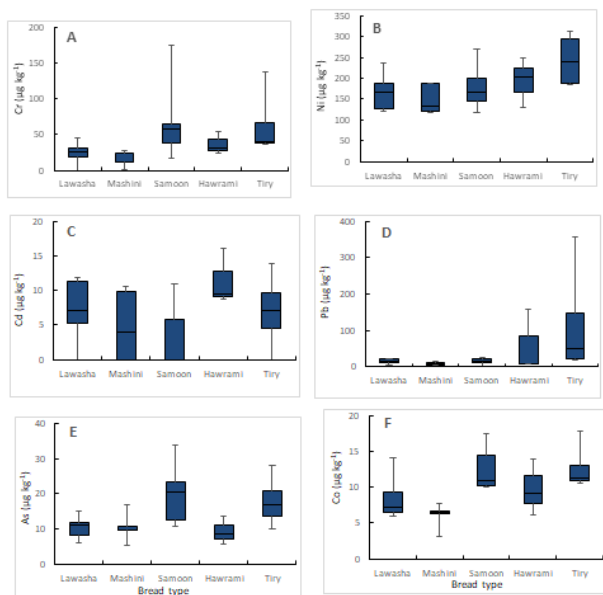 A
Cr (µg kg⁻¹)
200
150
100
50
0
Lawasha Mashini Samoon Hawrami Tiry
B
Ni (µg kg⁻¹)
350
300
250
200
150
100
50
0
Lawasha Mashini Samoon Hawrami Tiry
C
Cd (µg kg⁻¹)
20
15
10
5
0
Lawasha Mashini Samoon Hawrami Tiry
D
Pb (µg kg⁻¹)
400
300
200
100
0
Lawasha Mashini Samoon Hawrami Tiry
E
As (µg kg⁻¹)
40
30
20
10
0
Lawasha Mashini Samoon Hawrami Tiry
Bread type
F
Co (µg kg⁻¹)
20
15
10
5
0
Lawasha Mashini Samoon Hawrami Tiry
Bread type